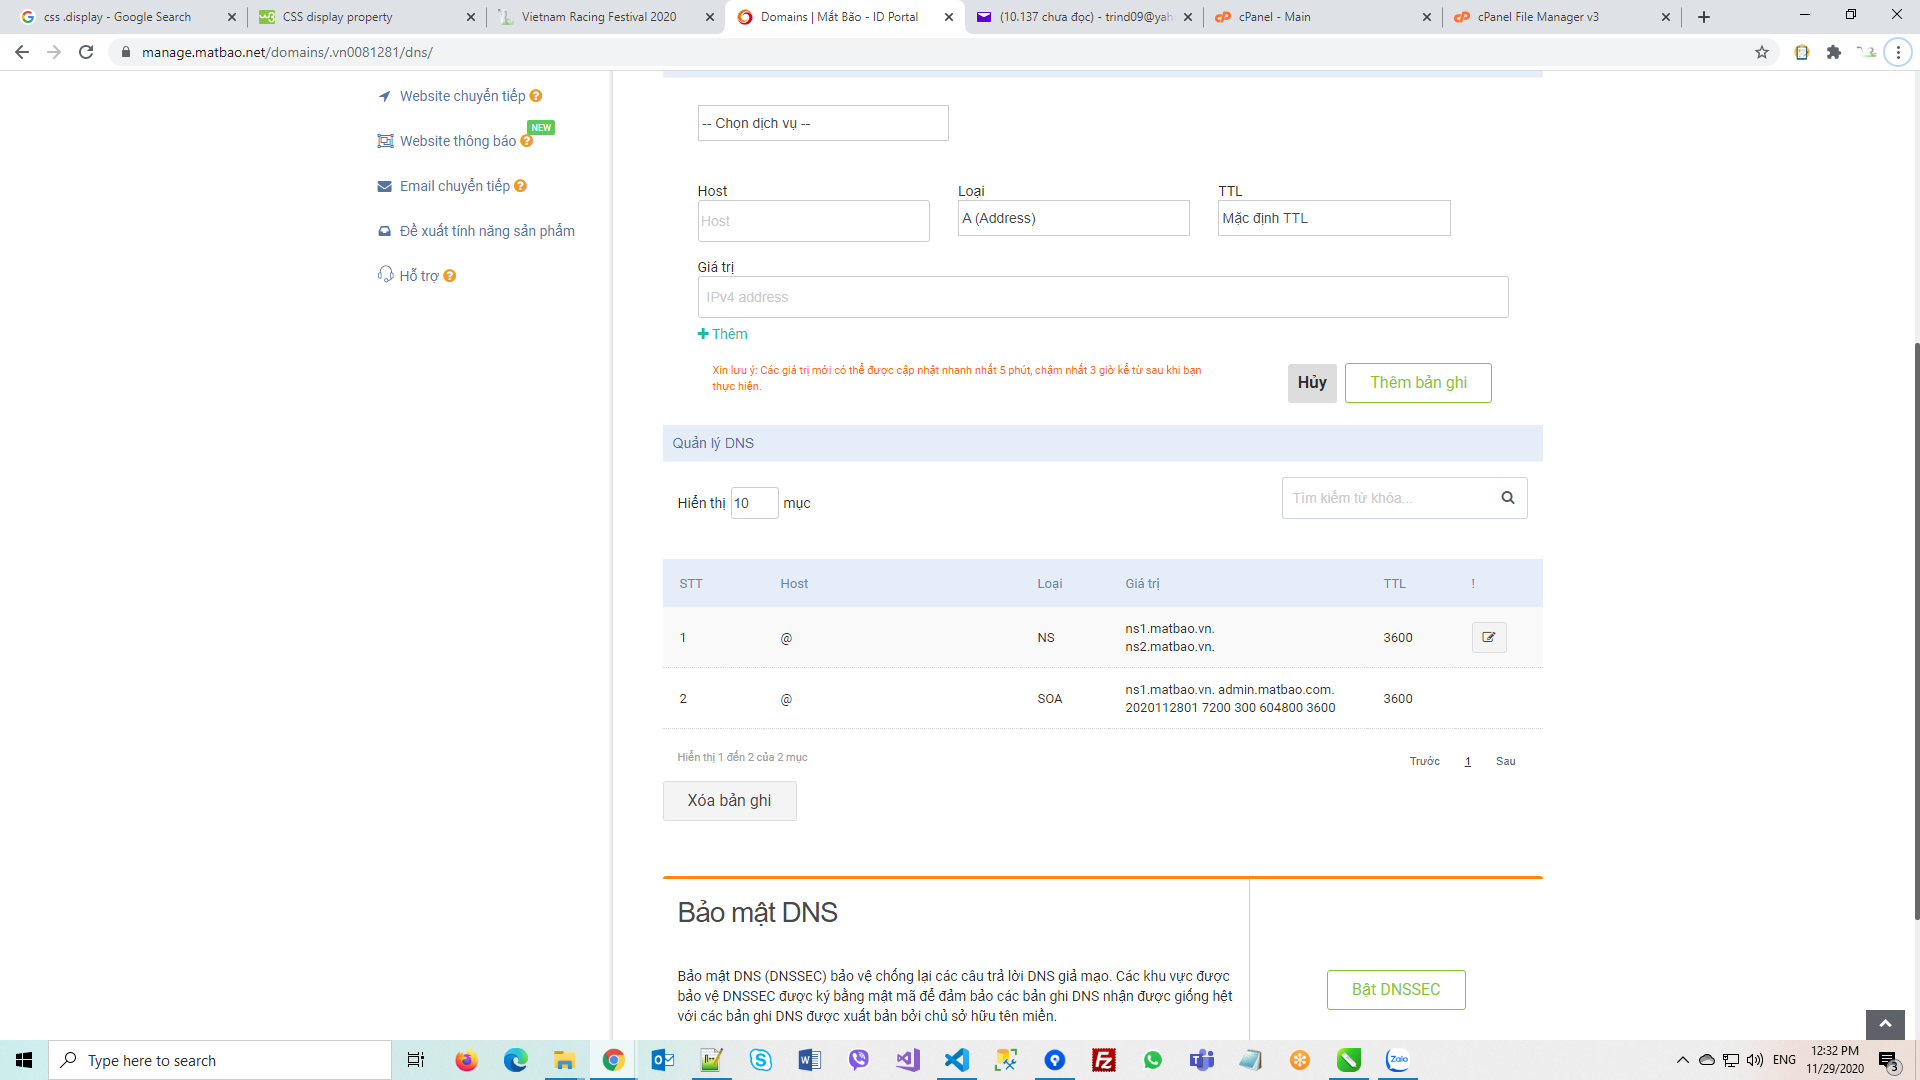 css .display - Google Search
CSS display property
Vietnam Racing Festival 2020
Domains | Mắt Bão - ID Portal
(10.137 chưa đọc) - trind09@yah
cPanel - Main
cPanel File Manager v3
manage.matbao.net/domains/.vn0081281/dns/
Website chuyển tiếp
Website thông báo
NEW
Email chuyển tiếp
Đề xuất tính năng sản phẩm
Hỗ trợ
-- Chọn dịch vụ --
Host
Loại
TTL
Host
A (Address)
Mặc định TTL
Giá trị
IPv4 address
Thêm
Xin lưu ý: Các giá trị mới có thể được cập nhật nhanh nhất 5 phút, chậm nhất 3 giờ kể từ sau khi bạn
thực hiện.
Hủy
Thêm bản ghi
Quản lý DNS
Hiển thị 10 mục
Tìm kiếm từ khóa...
STT Host Loại Giá trị TTL !
1 @ NS ns1.matbao.vn. 3600
ns2.matbao.vn.
2 @ SOA ns1.matbao.vn. admin.matbao.com. 3600
2020112801 7200 300 604800 3600
Hiển thị 1 đến 2 của 2 mục
Trước 1 Sau
Xóa bản ghi
Bảo mật DNS
Bảo mật DNS (DNSSEC) bảo vệ chống lại các câu trả lời DNS giả mạo. Các khu vực được
bảo vệ DNSSEC được ký bằng mật mã để đảm bảo các bản ghi DNS nhận được giống hệt
với các bản ghi DNS được xuất bản bởi chủ sở hữu tên miền.
Bật DNSSEC
Type here to search
Zalo
ENG
12:32 PM
11/29/2020
3